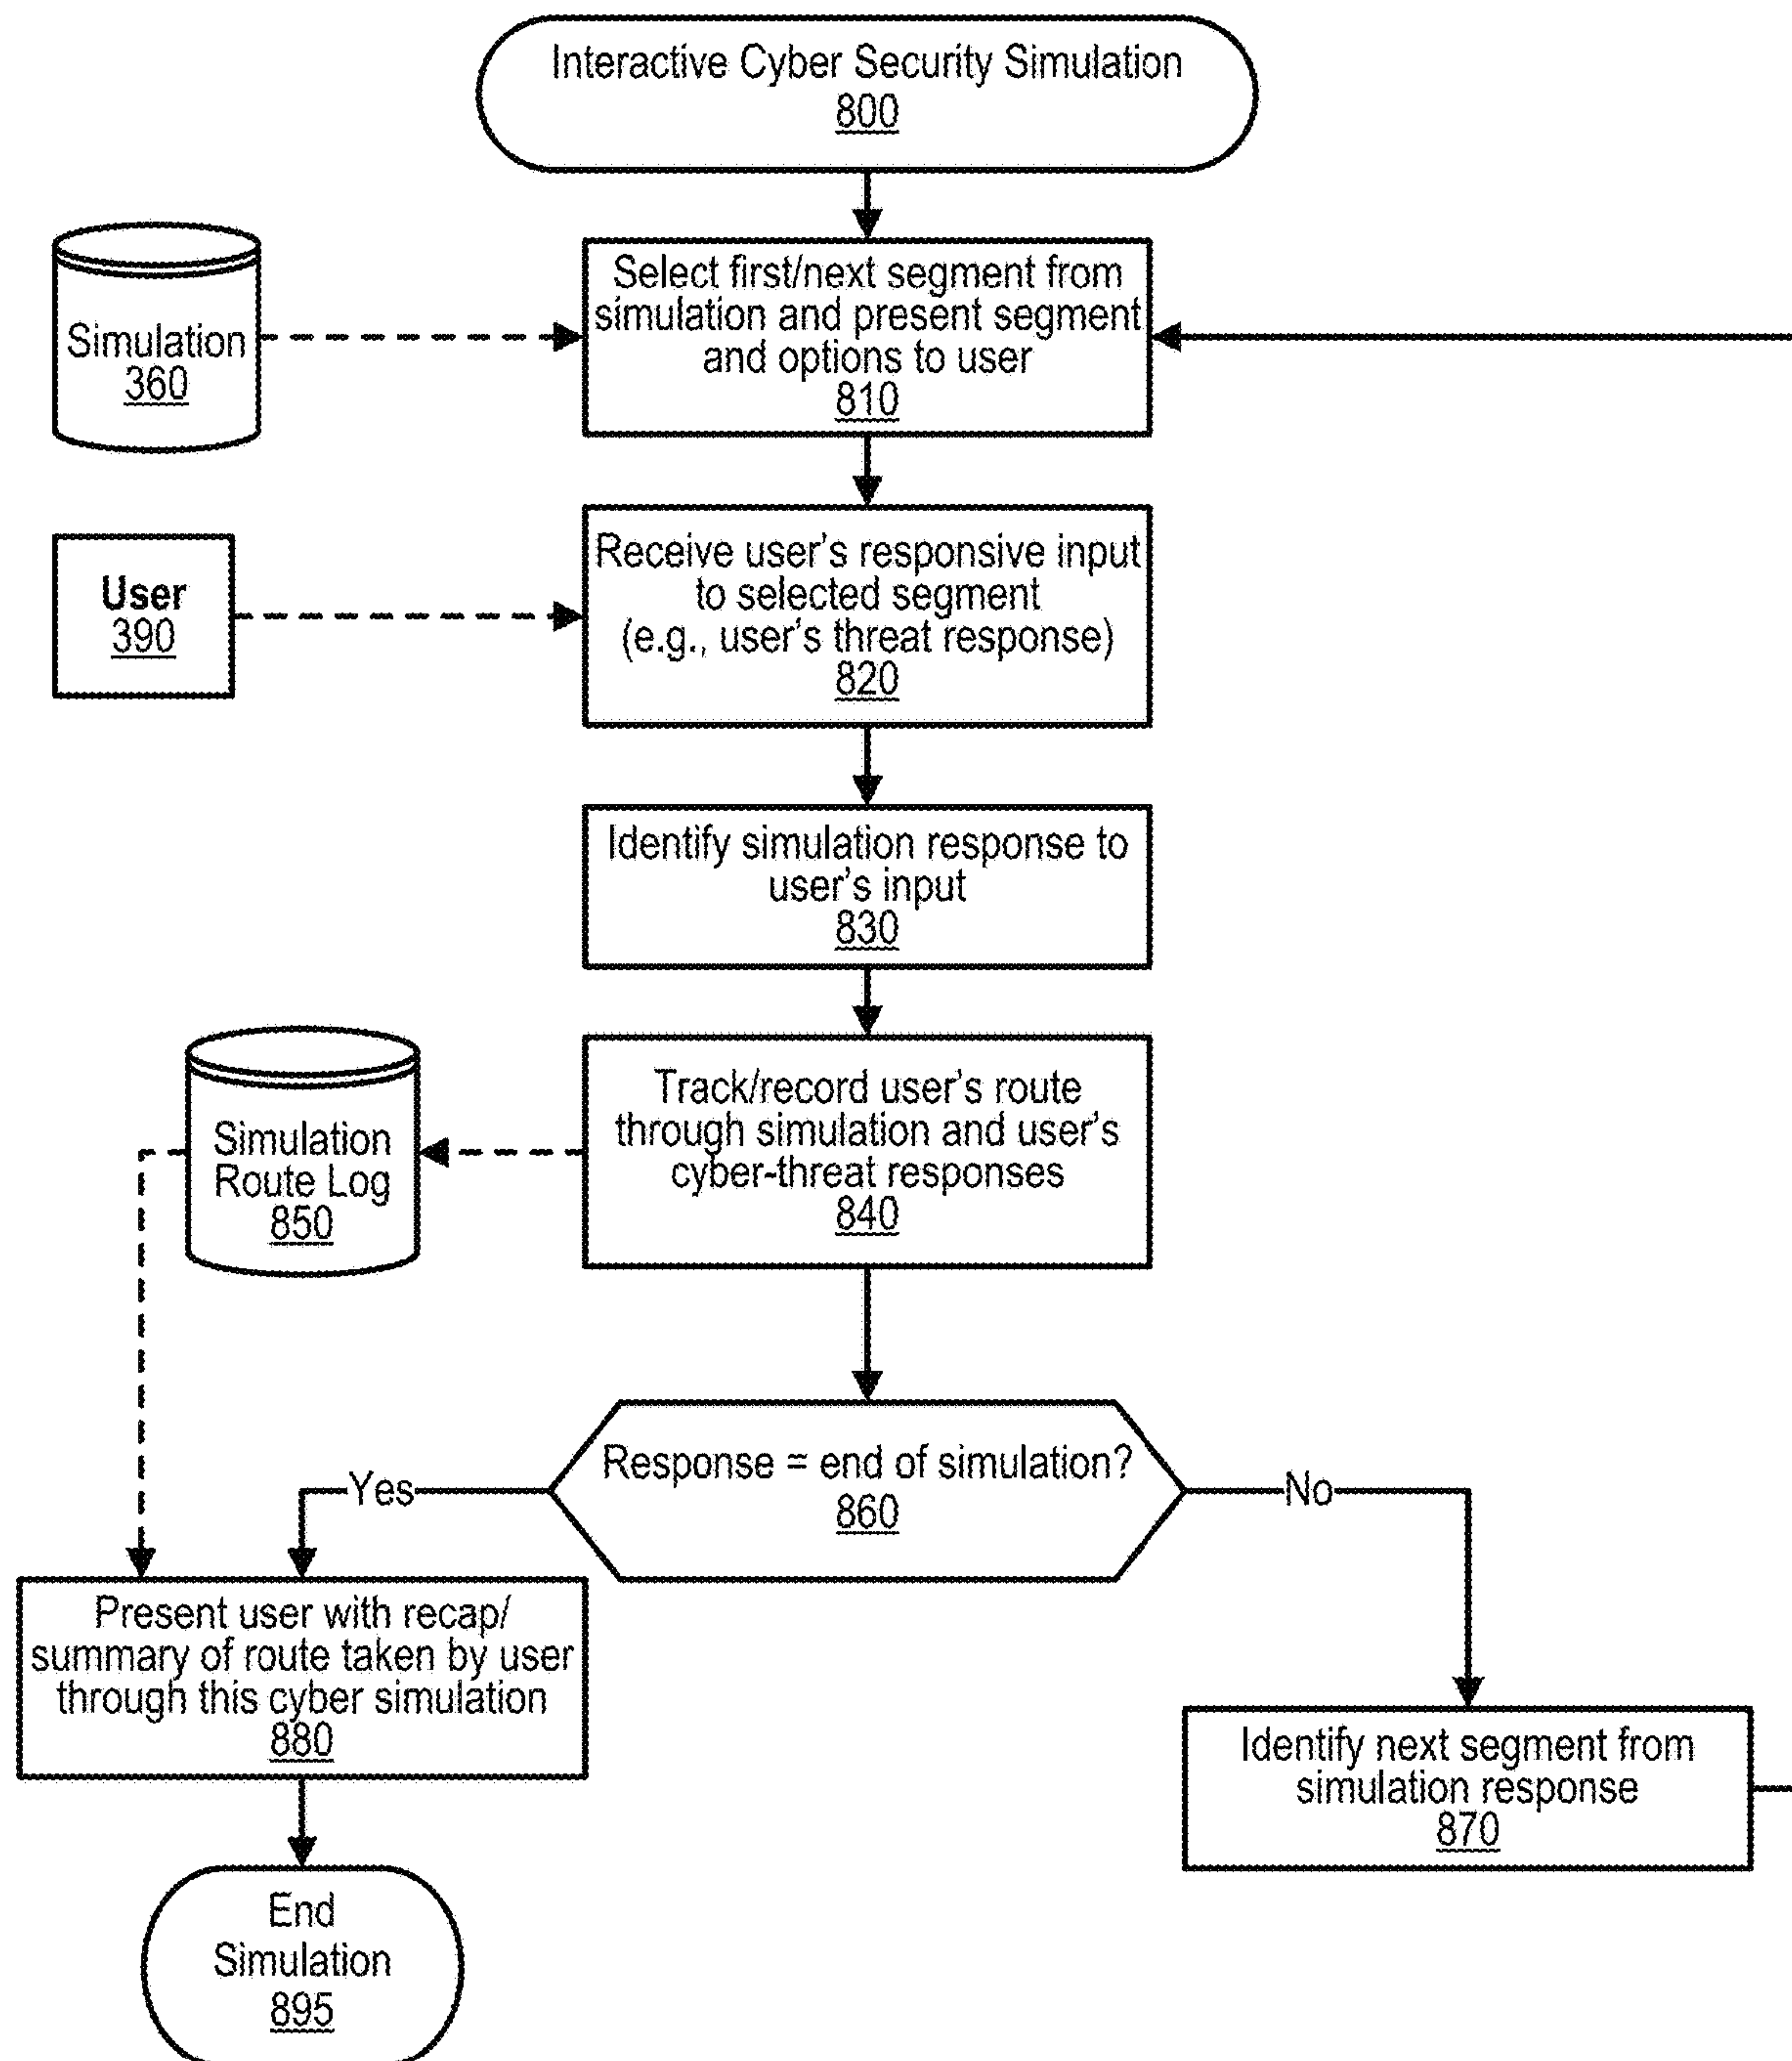 Interactive Cyber Security Simulation
800
Select first/next segment from
simulation and present segment
and options to user
810
Simulation
360
Receive user's responsive input
to selected segment
(e.g., user's threat response)
820
User
390
Identify simulation response to
user's input
830
Track/record user's route
through simulation and user's
cyber-threat responses
840
Simulation
Route Log
850
Response = end of simulation?
860
Yes
No
Present user with recap/
summary of route taken by user
through this cyber simulation
880
Identify next segment from
simulation response
870
End
Simulation
895